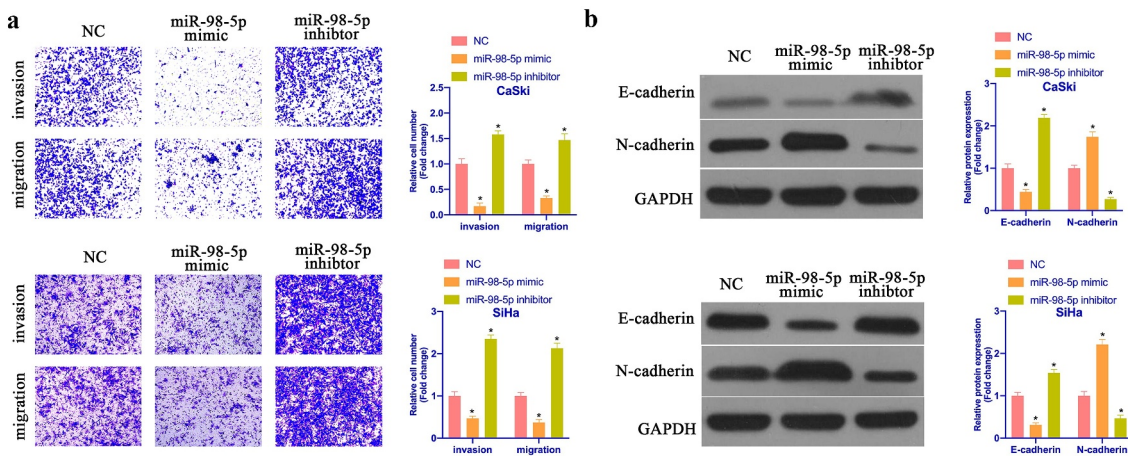 a
NC
miR-98-5p
mimic
miR-98-5p
inhibtor
invasion
migration
NC
miR-98-5p mimic
miR-98-5p inhibitor
CaSki
Relative cell number
(Fold change)
2.5
2.0
1.5
1.0
0.5
0.0
* * * *
invasion migration
NC
miR-98-5p
mimic
miR-98-5p
inhibtor
invasion
migration
NC
miR-98-5p mimic
miR-98-5p inhibitor
SiHa
Relative cell number
(Fold change)
3
2
1
0
* * * *
invasion migration
b
NC
miR-98-5p
mimic
miR-98-5p
inhibtor
E-cadherin
N-cadherin
GAPDH
NC
miR-98-5p mimic
miR-98-5p inhibitor
CaSki
Relative protein expresstion
(Fold change)
3
2
1
0
* * * *
E-cadherin N-cadherin
NC
miR-98-5p
mimic
miR-98-5p
inhibtor
E-cadherin
N-cadherin
GAPDH
NC
miR-98-5p mimic
miR-98-5p inhibitor
SiHa
Relative protein expresstion
(Fold change)
3
2
1
0
* * * *
E-cadherin N-cadherin